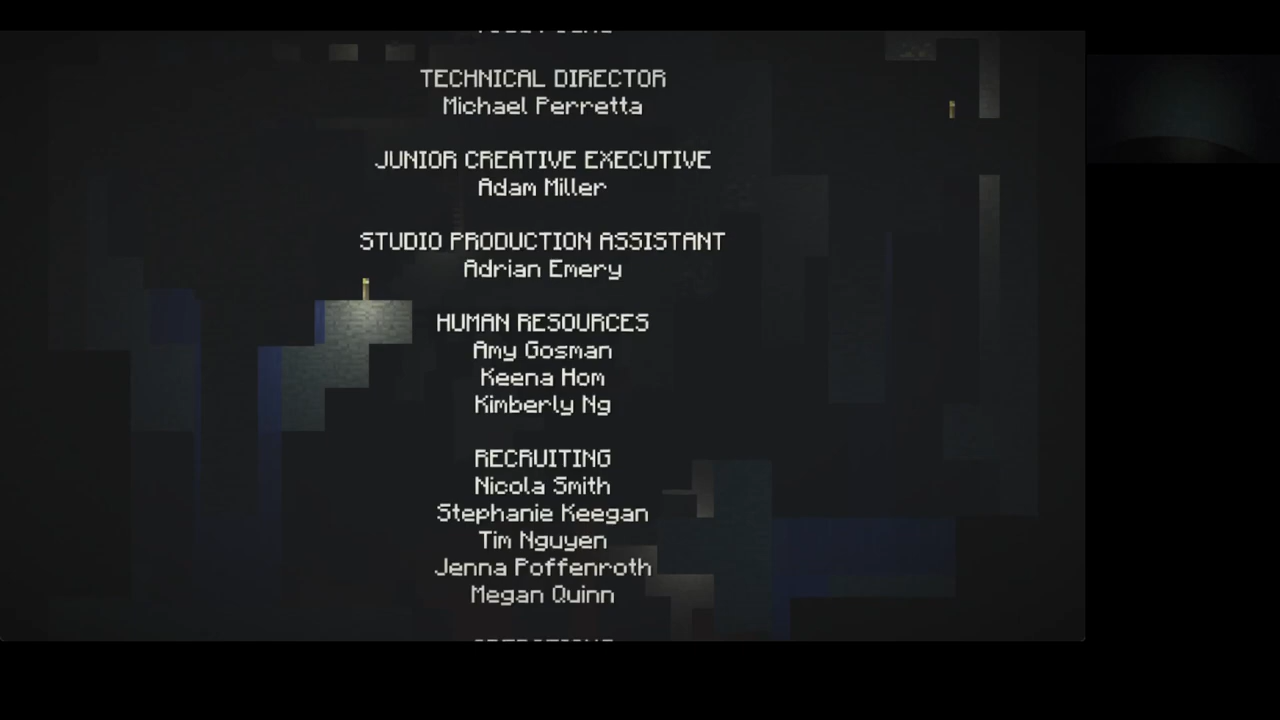 TECHNICAL DIRECTOR
Michael Perretta
JUNIOR CREATIVE EXECUTIVE
Adam Miller
STUDIO PRODUCTION ASSISTANT
Adrian Emery
HUMAN RESOURCES
Amy Gosman
Keena Hom
Kimberly Ng
RECRUITING
Nicola Smith
Stephanie Keegan
Tim Nguyen
Jenna Poffenroth
Megan Quinn